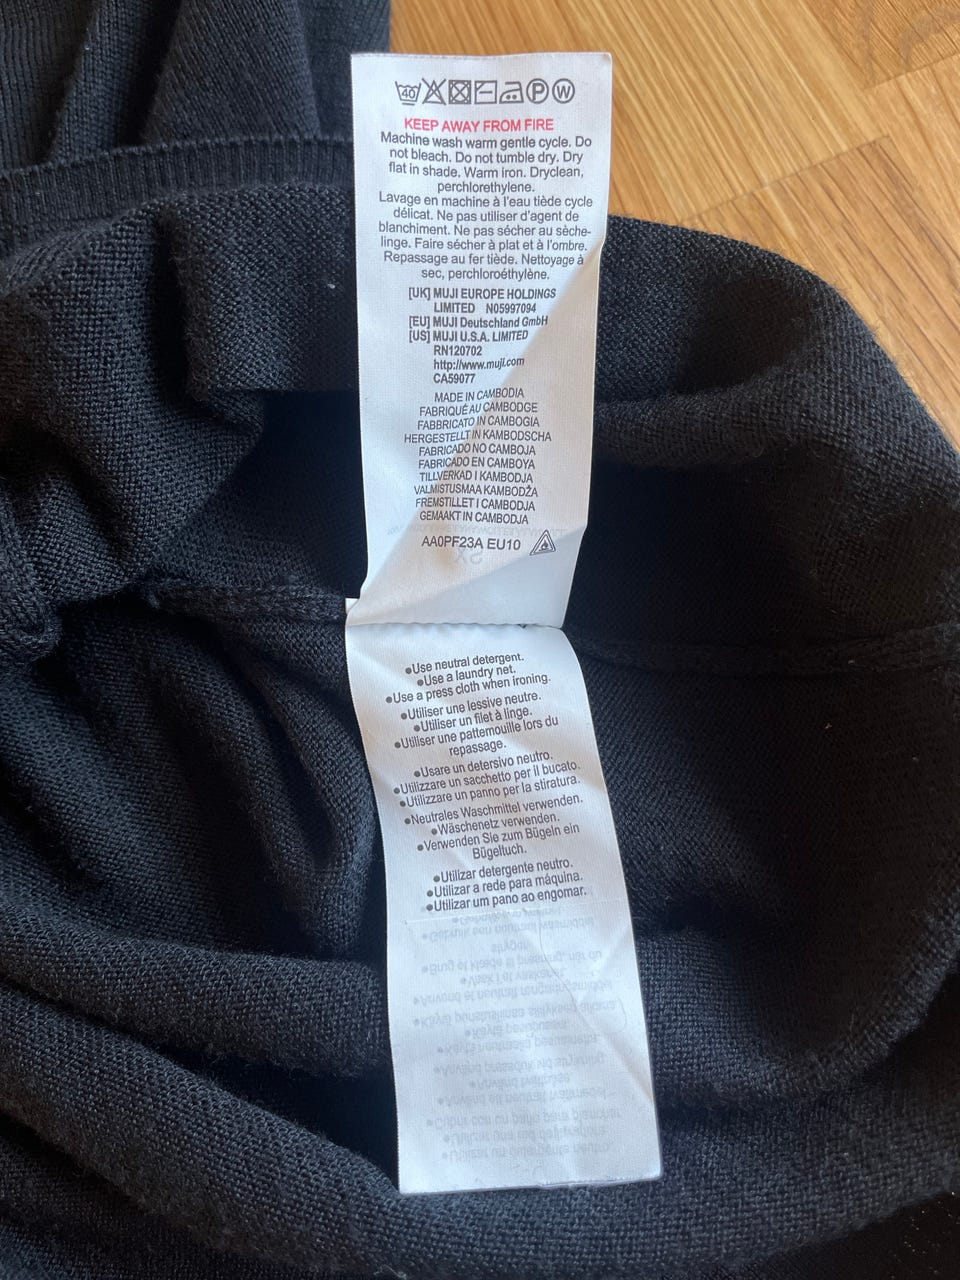 40 P W
KEEP AWAY FROM FIRE
Machine wash warm gentle cycle. Do
not bleach. Do not tumble dry. Dry
flat in shade. Warm iron. Dryclean,
perchlorethylene.
Lavage en machine à l'eau tiède cycle
délicat. Ne pas utiliser d'agent de
blanchiment. Ne pas sécher au sèche-
linge. Faire sécher à plat et à l'ombre.
Repassage au fer tiède. Nettoyage à
sec, perchloroéthylène.
[UK] MUJI EUROPE HOLDINGS
LIMITED N05997094
[EU] MUJI Deutschland GmbH
[US] MUJI U.S.A. LIMITED
RN120702
http://www.muji.com
CA59077
MADE IN CAMBODIA
FABRIQUÉ AU CAMBODGE
FABBRICATO IN CAMBOGIA
HERGESTELLT IN KAMBODSCHA
FABRICADO NO CAMBOJA
FABRICADO EN CAMBOYA
TILLVERKAD I KAMBODJA
VALMISTUSMAA KAMBODŽA
FREMSTILLET I CAMBODJA
GEMAAKT IN CAMBODJA
AA0PF23A EU10
●Use neutral detergent.
●Use a laundry net.
●Use a press cloth when ironing.
●Utiliser une lessive neutre.
●Utiliser un filet à linge.
●Utiliser une pattemouille lors du
repassage.
●Usare un detersivo neutro.
●Utilizzare un sacchetto per il bucato.
●Utilizzare un panno per la stiratura.
●Neutrales Waschmittel verwenden.
●Wäschenetz verwenden.
●Verwenden Sie zum Bügeln ein
Bügeltuch.
●Utilizar detergente neutro.
●Utilizar a rede para máquina.
●Utilizar um pano ao engomar.